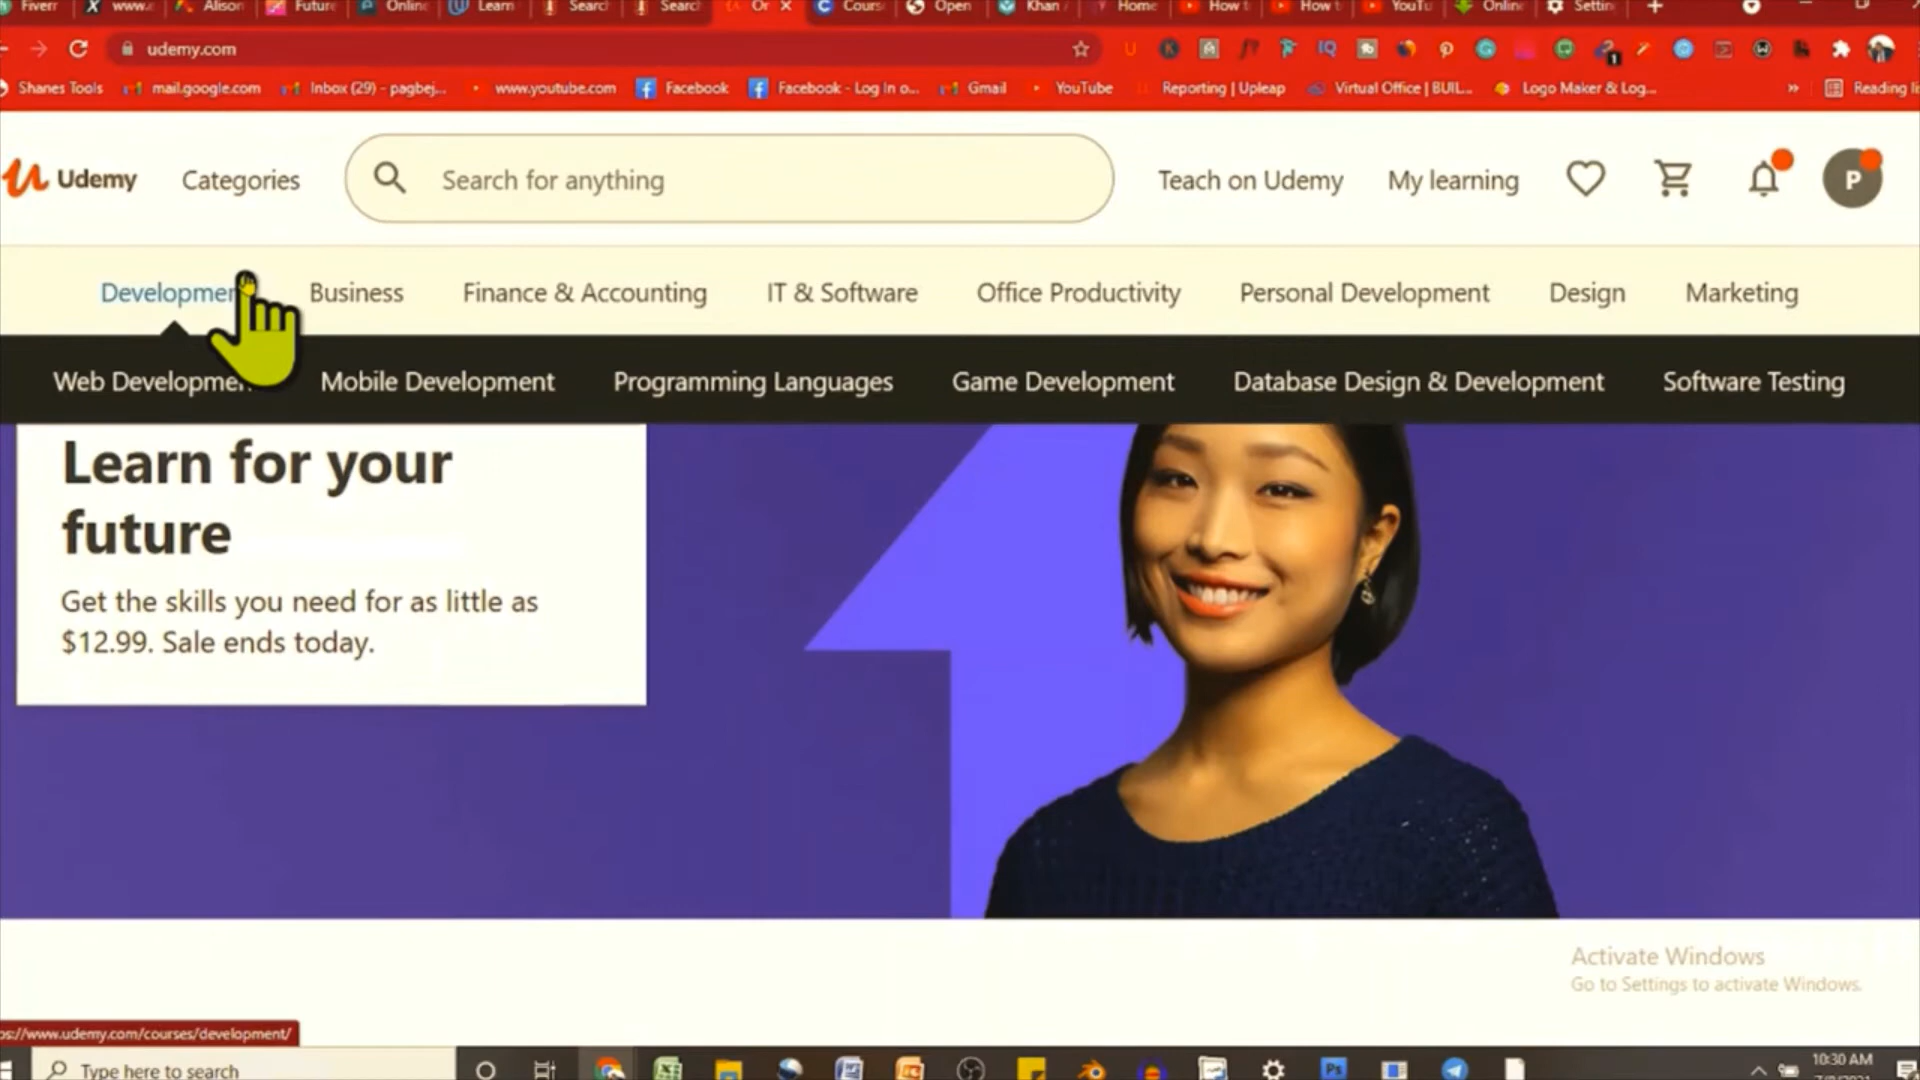 Fiverr www.e Alison Future Online Learn Search Search Or Cours Open Khan A Home How t How t YouTu Online Settin
udemy.com
Shanes Tools mail.google.com Inbox (29) - pagbej... www.youtube.com Facebook Facebook - Log In o... Gmail YouTube Reporting | Upleap Virtual Office | BUIL... Logo Maker & Log... » Reading li
Udemy Categories Search for anything Teach on Udemy My learning P
Development Business Finance & Accounting IT & Software Office Productivity Personal Development Design Marketing
Web Development Mobile Development Programming Languages Game Development Database Design & Development Software Testing
Learn for your
future
Get the skills you need for as little as
$12.99. Sale ends today.
Activate Windows
Go to Settings to activate Windows.
ps://www.udemy.com/courses/development/
Type here to search
10:30 AM